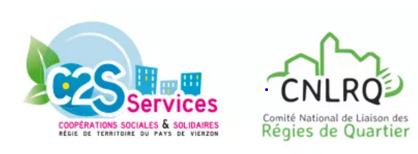 C2S Services
COOPÉRATIONS SOCIALES & SOLIDAIRES
RÉGIE DE TERRITOIRE DU PAYS DE VIERZON
CNLRQ
Comité National de Liaison des
Régies de Quartier